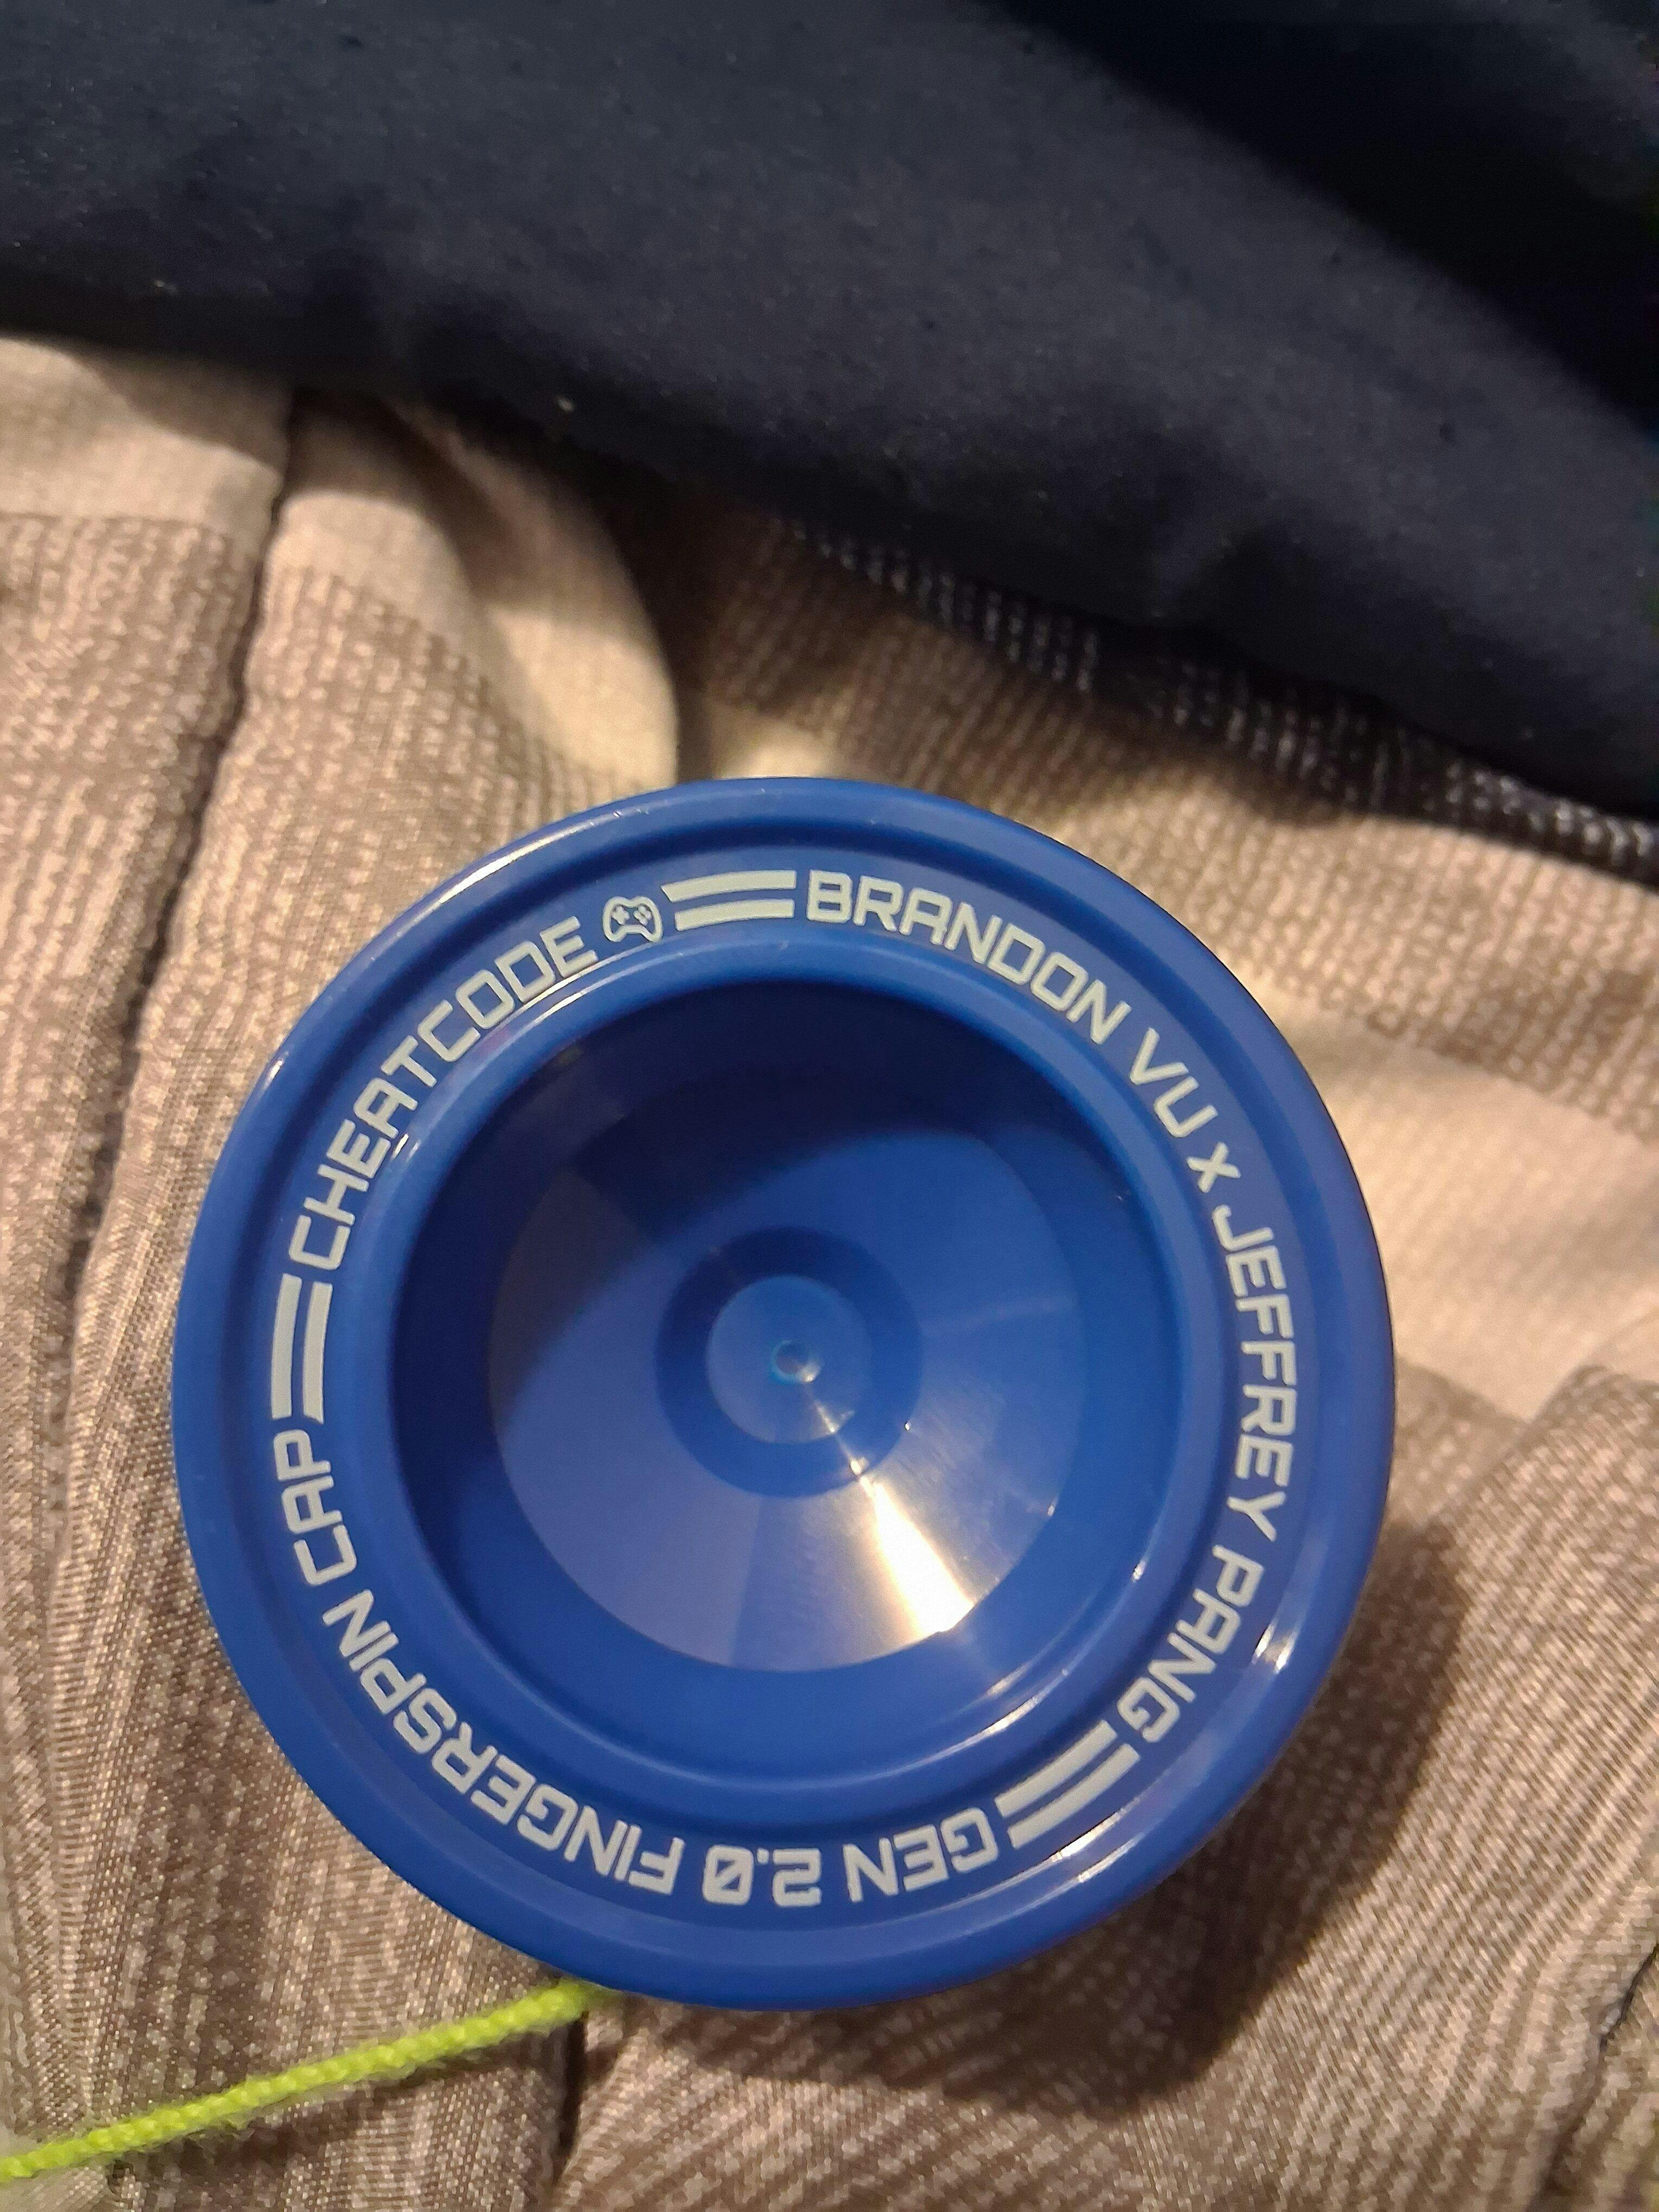 BRANDON VU x JEFFREY PANG
GEN 2.0 FINGERSPIN CAP
CHEATCODE